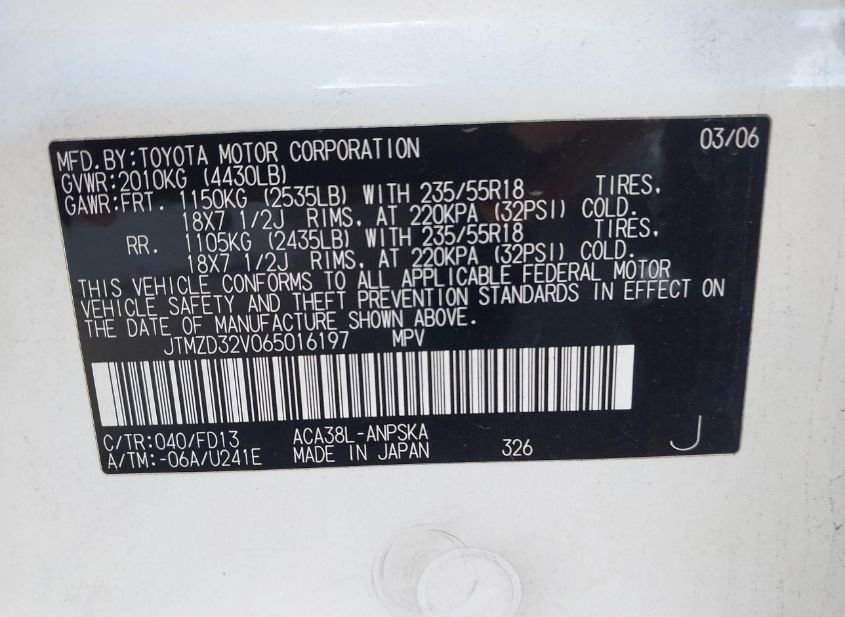 03/06
MFD.BY:TOYOTA MOTOR CORPORATION
GVWR:2010KG (4430LB)
GAWR:FRT. 1150KG (2535LB) WITH 235/55R18 TIRES,
18X7 1/2J RIMS, AT 220KPA (32PSI) COLD.
RR. 1105KG (2435LB) WITH 235/55R18 TIRES,
18X7 1/2J RIMS, AT 220KPA (32PSI) COLD.
THIS VEHICLE CONFORMS TO ALL APPLICABLE FEDERAL MOTOR
VEHICLE SAFETY AND THEFT PREVENTION STANDARDS IN EFFECT ON
THE DATE OF MANUFACTURE SHOWN ABOVE.
JTMZD32V065016197 MPV
C/TR:040/FD13 ACA38L-ANPSKA
A/TM:-06A/U241E MADE IN JAPAN 326 J